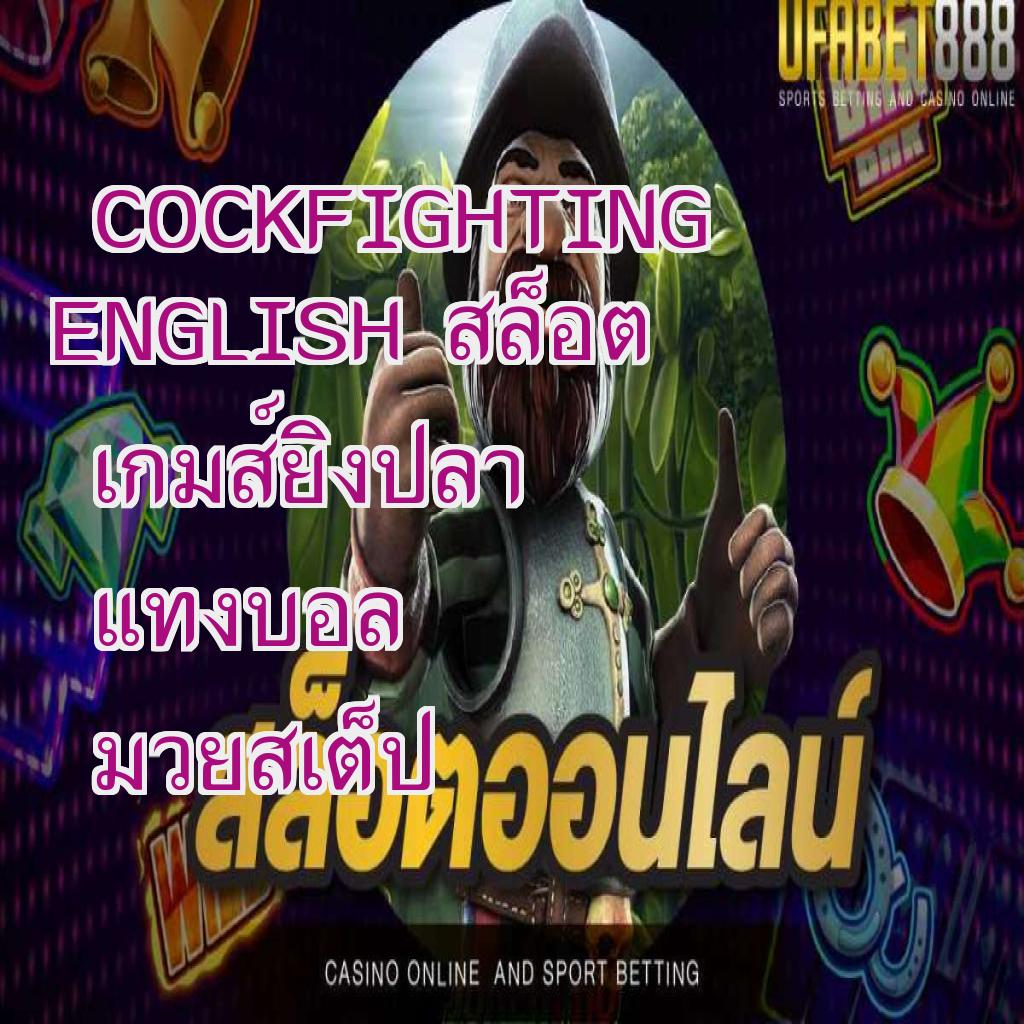 UFABET888
SPORTS BETTING AND CASINO ONLINE
BAR
COCKFIGHTING
ENGLISH สล็อต
เกมส์ยิงปลา
แทงบอล
มวยสเต็ป
สล็อตออนไลน์
CASINO ONLINE AND SPORT BETTING